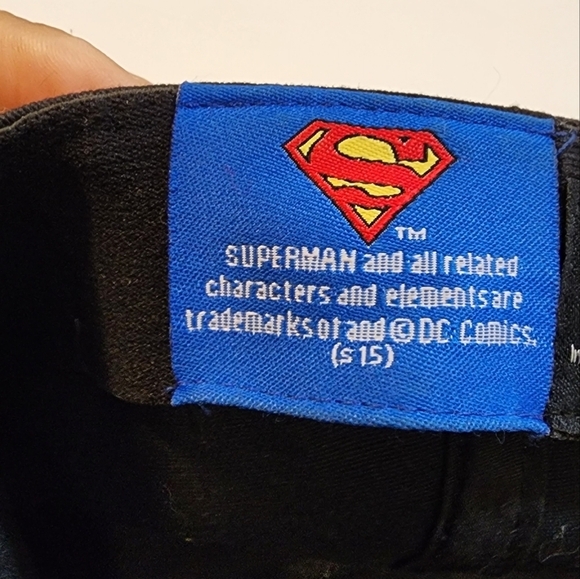 TM
SUPERMAN and all related
characters and elements are
trademarks of and © DC Comics.
(s15)